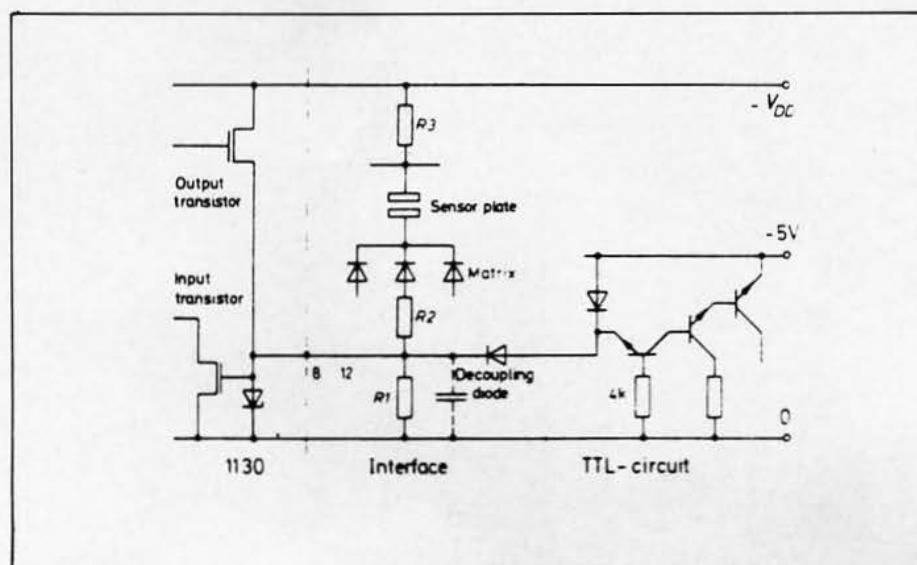 - V_DD
R3
Output
transistor
Sensor plate
- 5V
Input
transistor
Matrix
R2
8 12
Decoupling
diode
R1
4k
0
1130 Interface TTL-circuit